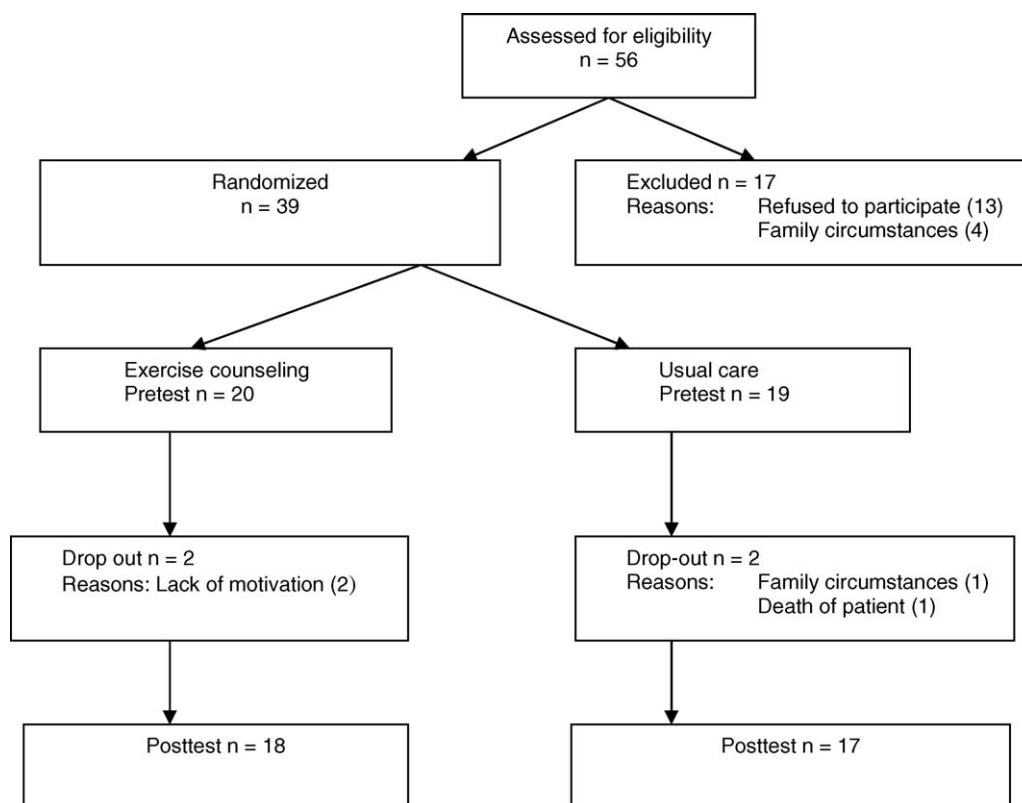 Assessed for eligibility
n = 56
Randomized
n = 39
Excluded n = 17
Reasons: Refused to participate (13)
Family circumstances (4)
Exercise counseling
Pretest n = 20
Usual care
Pretest n = 19
Drop out n = 2
Reasons: Lack of motivation (2)
Drop-out n = 2
Reasons: Family circumstances (1)
Death of patient (1)
Posttest n = 18
Posttest n = 17